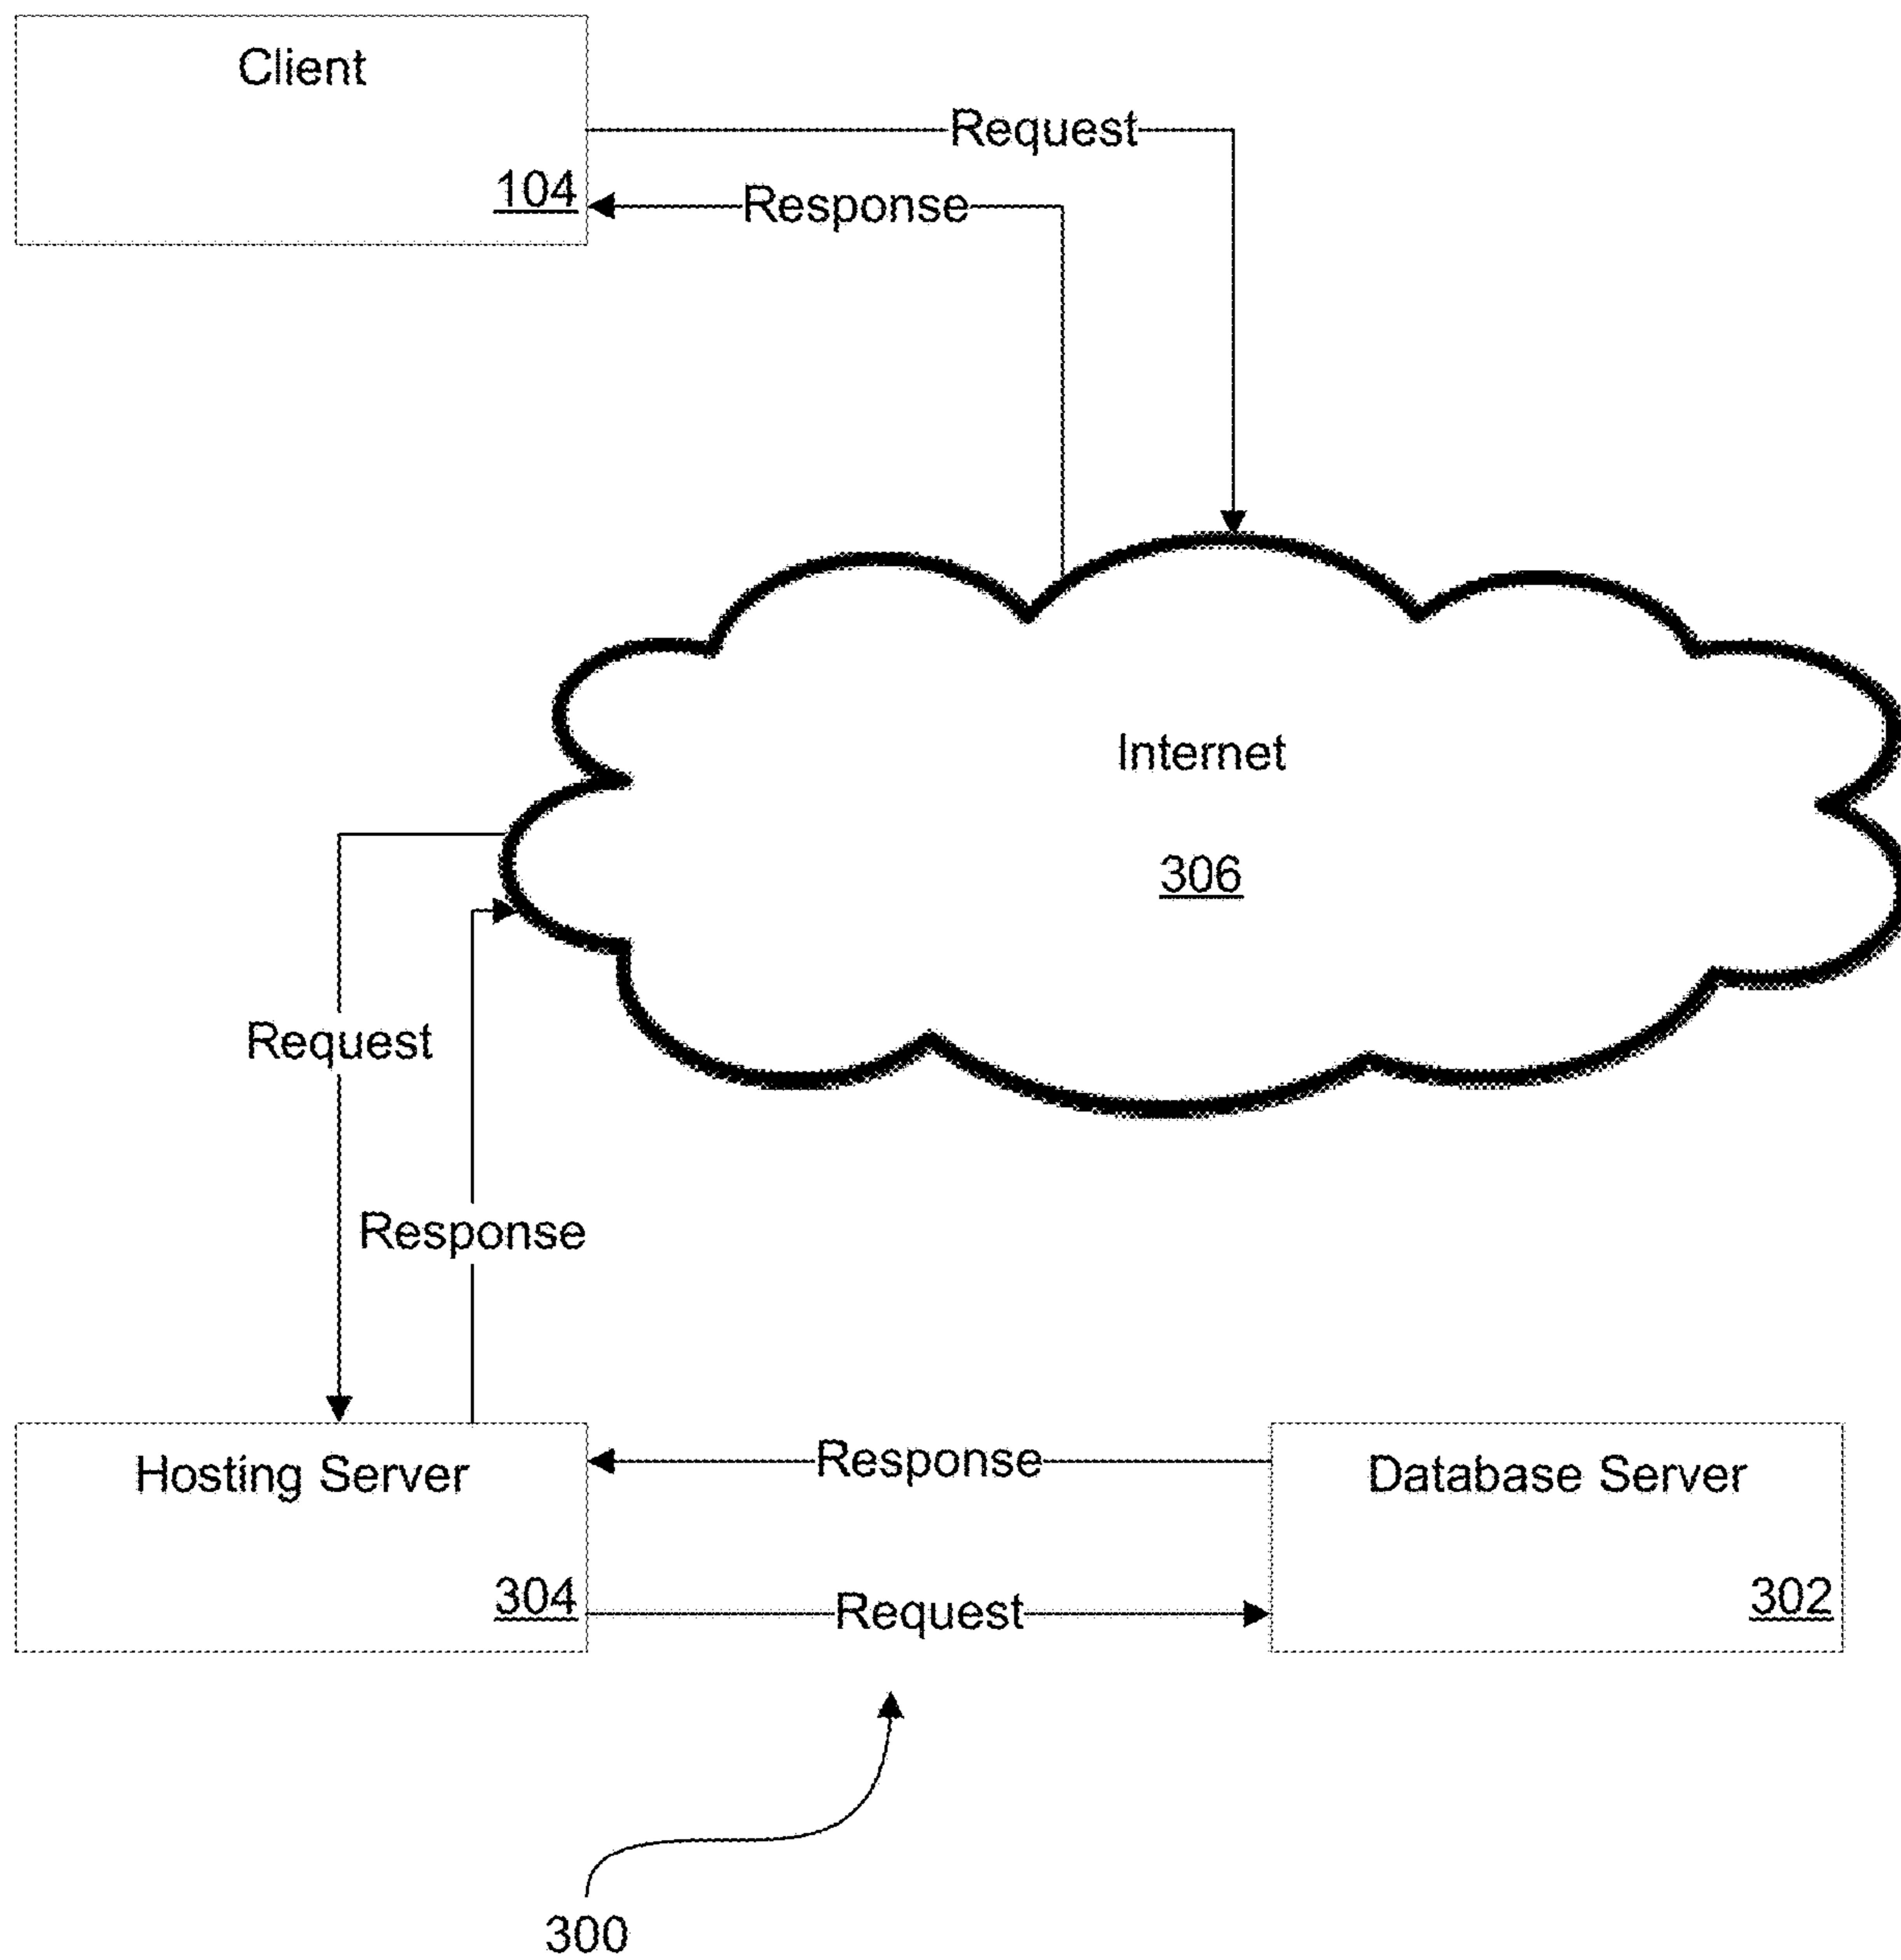 Client
104
Request
Response
Internet
306
Request
Response
Hosting Server
304
Response
Request
Database Server
302
300